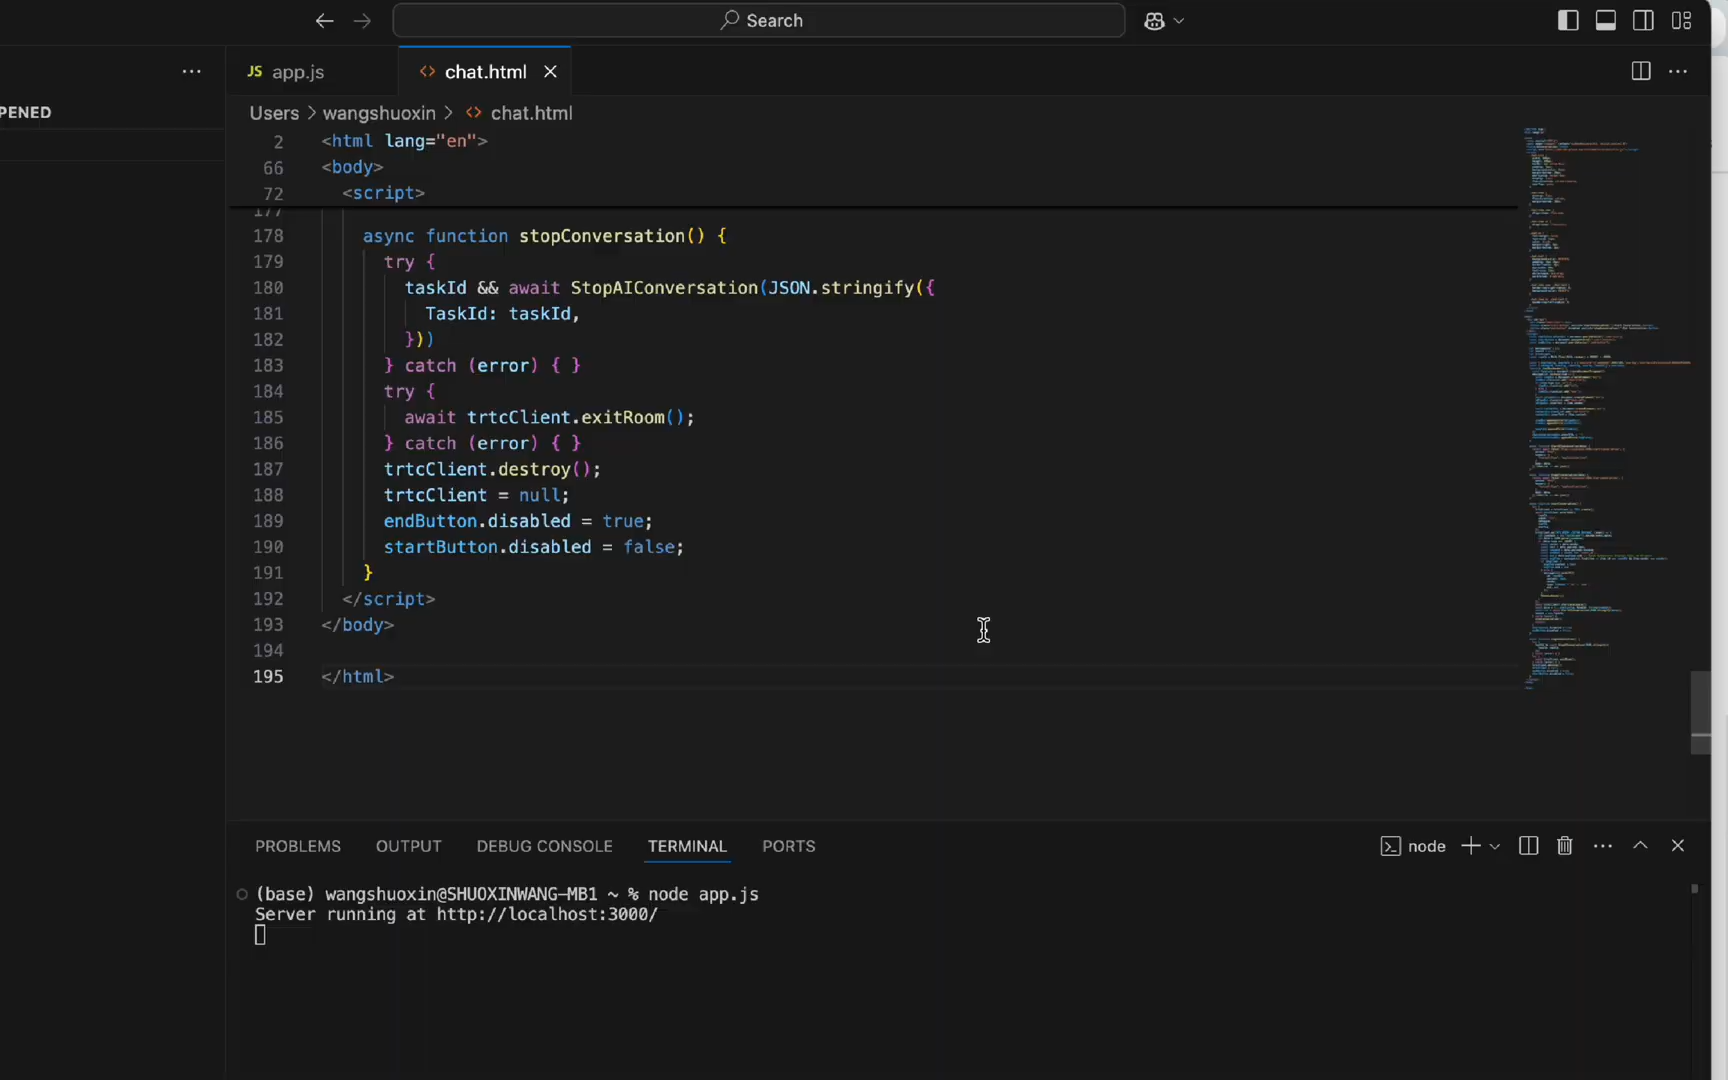 Search
JS app.js
<> chat.html
PENED
Users > wangshuoxin > <> chat.html
2 <html lang="en">
66 <body>
72 <script>
177
178 async function stopConversation() {
179 try {
180 taskId && await StopAIConversation(JSON.stringify({
181 TaskId: taskId,
182 }))
183 } catch (error) { }
184 try {
185 await trtcClient.exitRoom();
186 } catch (error) { }
187 trtcClient.destroy();
188 trtcClient = null;
189 endButton.disabled = true;
190 startButton.disabled = false;
191 }
192 </script>
193 </body>
194
195 </html>
PROBLEMS OUTPUT DEBUG CONSOLE TERMINAL PORTS
node
(base) wangshuoxin@SHUOXINWANG-MB1 ~ % node app.js
Server running at http://localhost:3000/